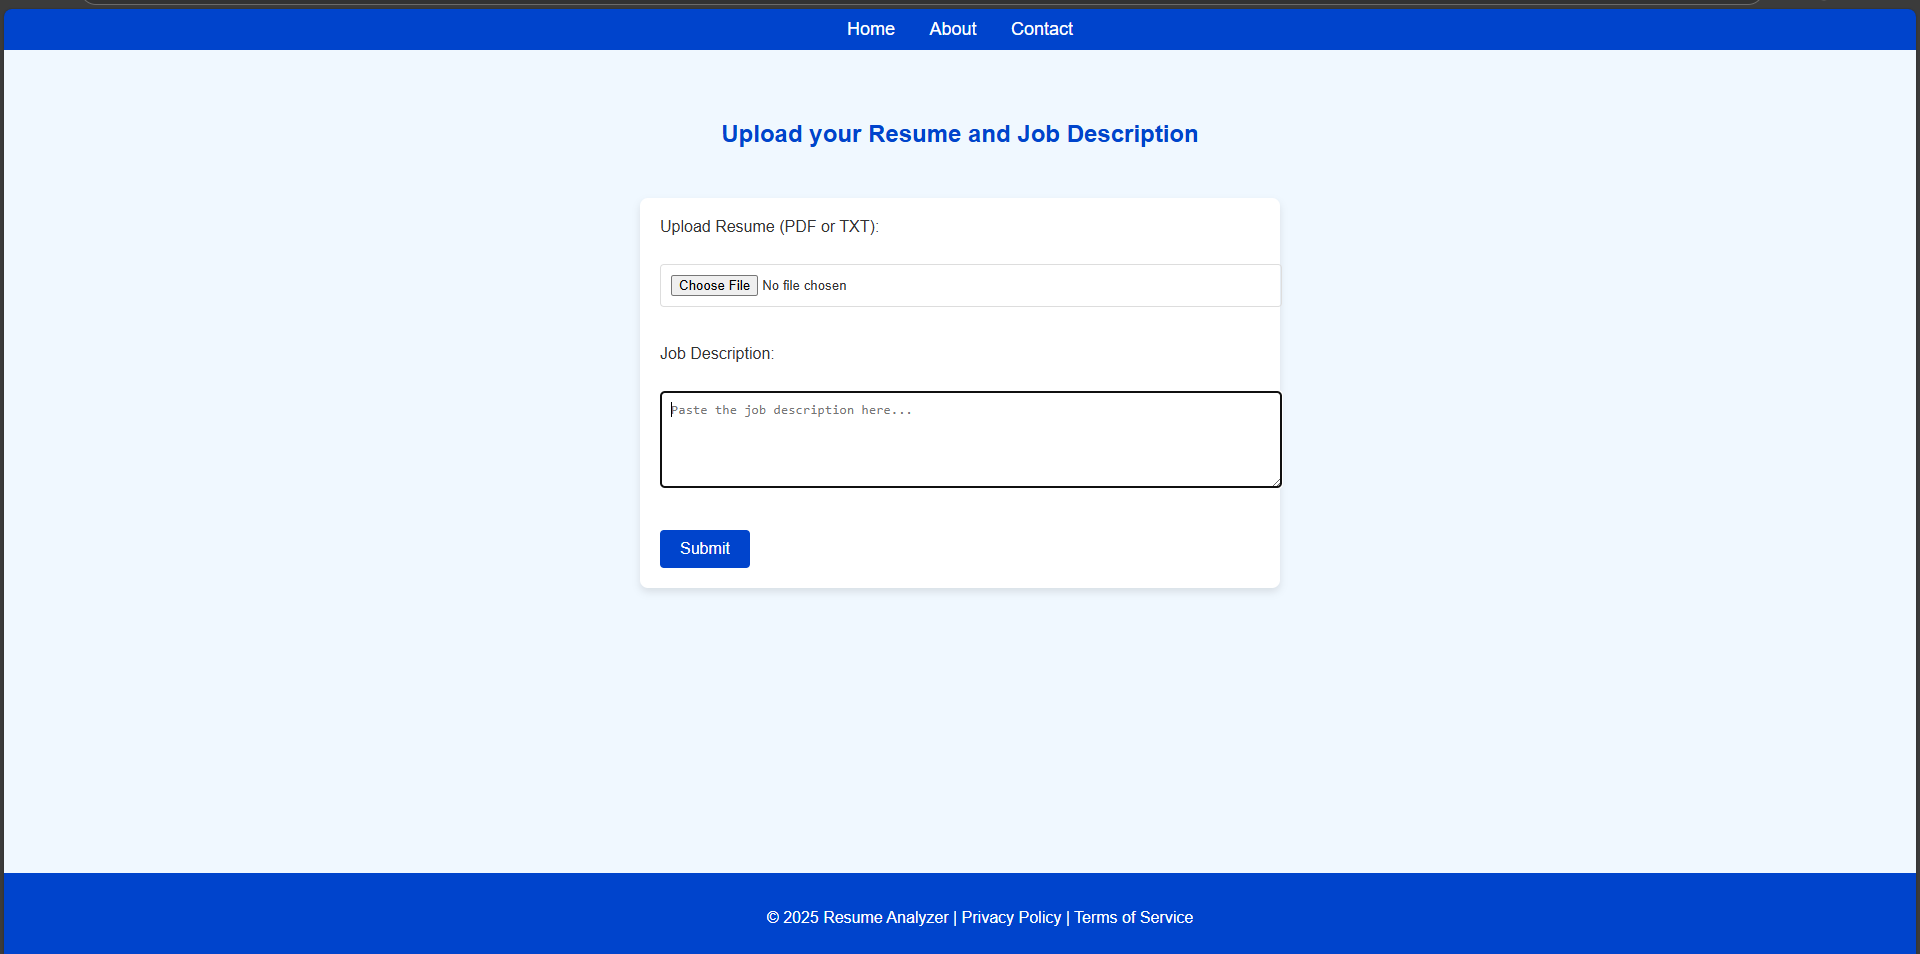 Home About Contact
Upload your Resume and Job Description
Upload Resume (PDF or TXT):
Choose File No file chosen
Job Description:
Paste the job description here...
Submit
© 2025 Resume Analyzer | Privacy Policy | Terms of Service